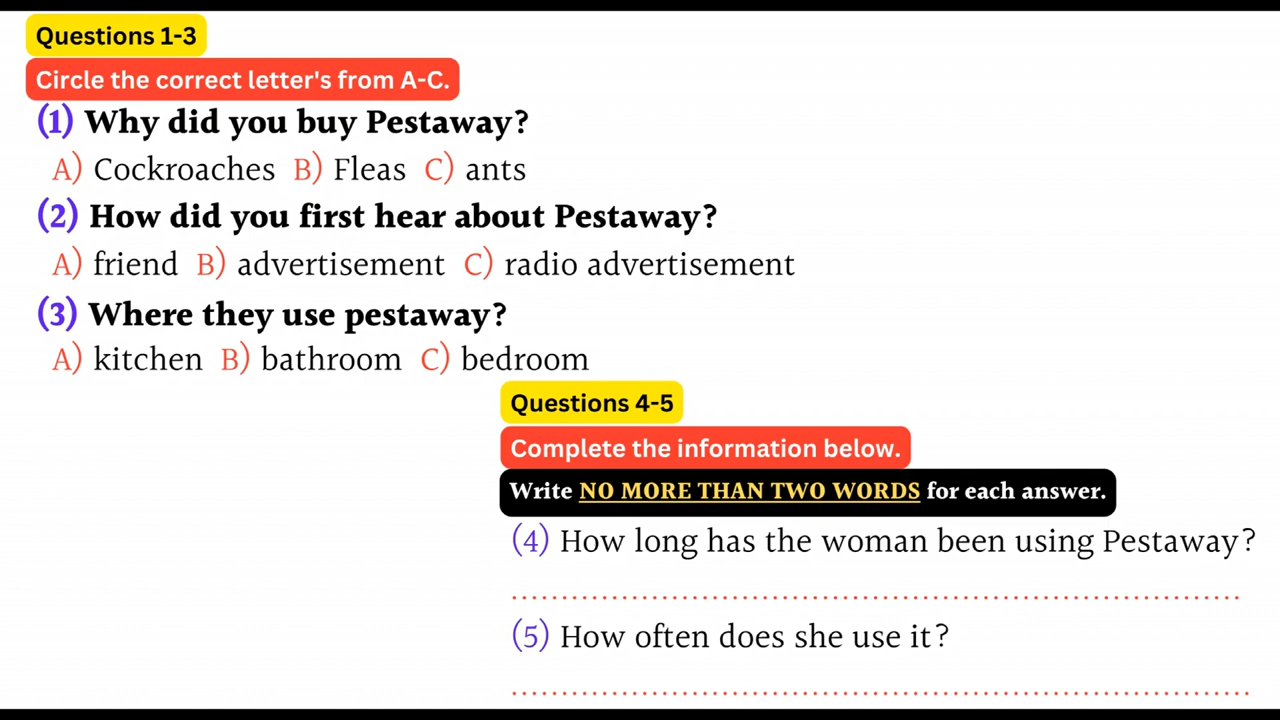 Questions 1-3
Circle the correct letter's from A-C.
(1) Why did you buy Pestaway?
A) Cockroaches B) Fleas C) ants
(2) How did you first hear about Pestaway?
A) friend B) advertisement C) radio advertisement
(3) Where they use pestaway?
A) kitchen B) bathroom C) bedroom
Questions 4-5
Complete the information below.
Write NO MORE THAN TWO WORDS for each answer.
(4) How long has the woman been using Pestaway?
(5) How often does she use it?